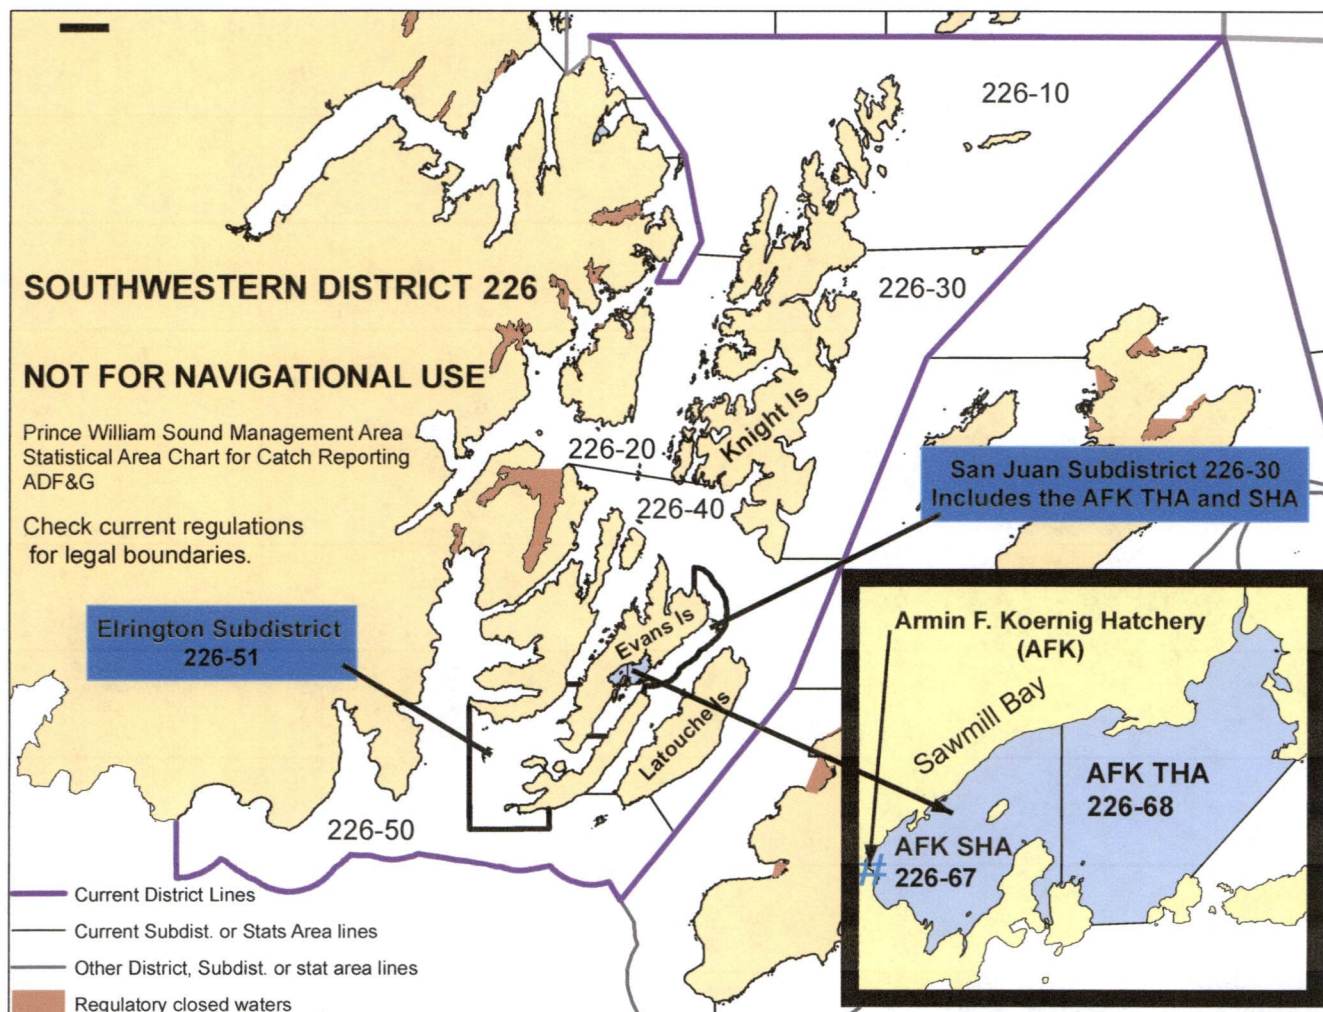 226-10
SOUTHWESTERN DISTRICT 226
226-30
NOT FOR NAVIGATIONAL USE
Prince William Sound Management Area
Statistical Area Chart for Catch Reporting
ADF&G
Check current regulations
for legal boundaries.
Knight Is
226-20
226-40
San Juan Subdistrict 226-30
Includes the AFK THA and SHA
Elrington Subdistrict
226-51
Evans Is
Latouche Is
226-50
Armin F. Koernig Hatchery
(AFK)
Sawmill Bay
AFK THA
226-68
AFK SHA
226-67
#
Current District Lines
Current Subdist. or Stats Area lines
Other District, Subdist. or stat area lines
Regulatory closed waters